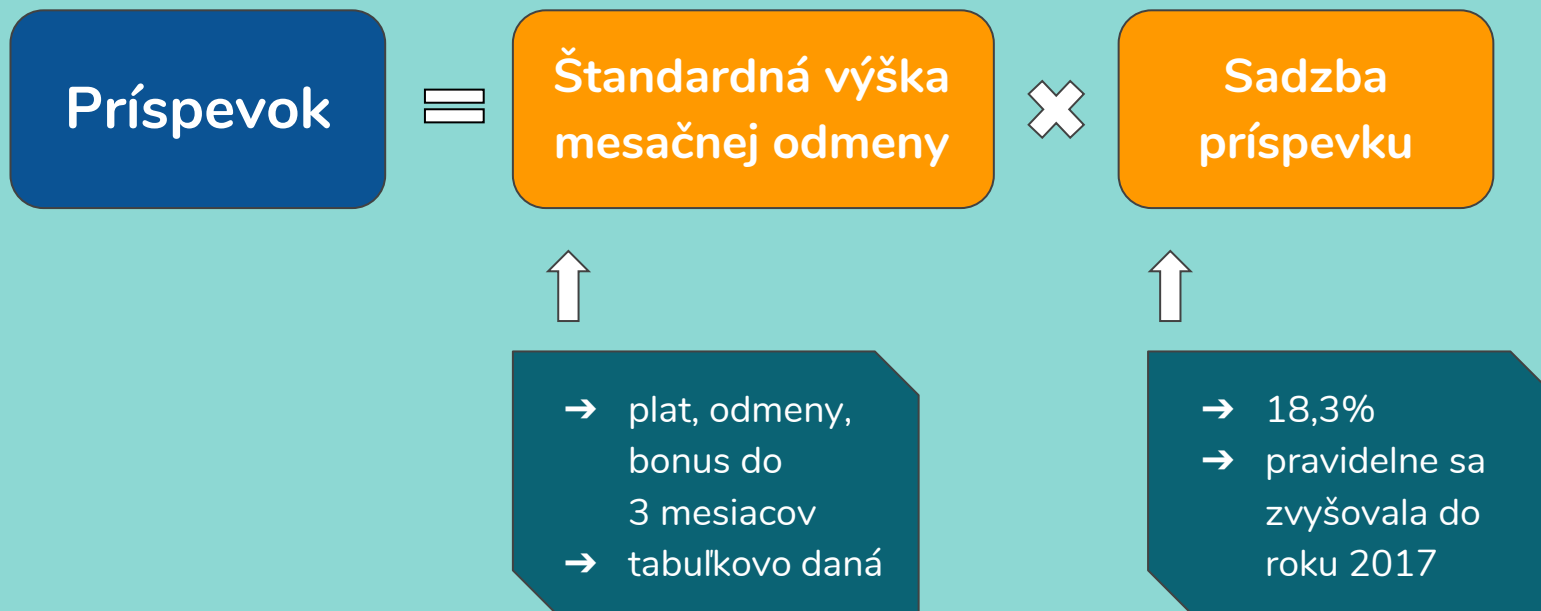 Príspevok
Štandardná výška
mesačnej odmeny
Sadzba
príspevku
➔ plat, odmeny,
bonus do
3 mesiacov
➔ tabuľkovo daná
➔ 18,3%
➔ pravidelne sa
zvyšovala do
roku 2017